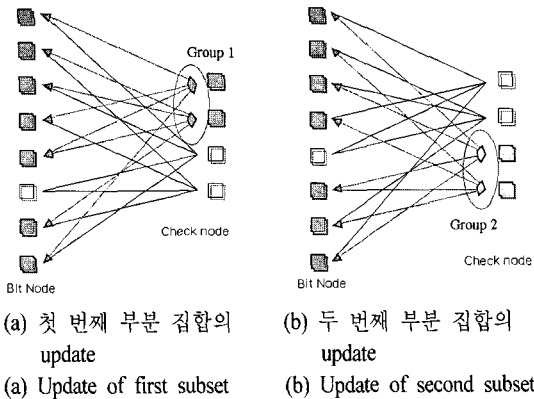 Group 1
Check node
Bit Node
(a) 첫 번째 부분 집합의
update
(a) Update of first subset
Group 2
Check node
Bit Node
(b) 두 번째 부분 집합의
update
(b) Update of second subset